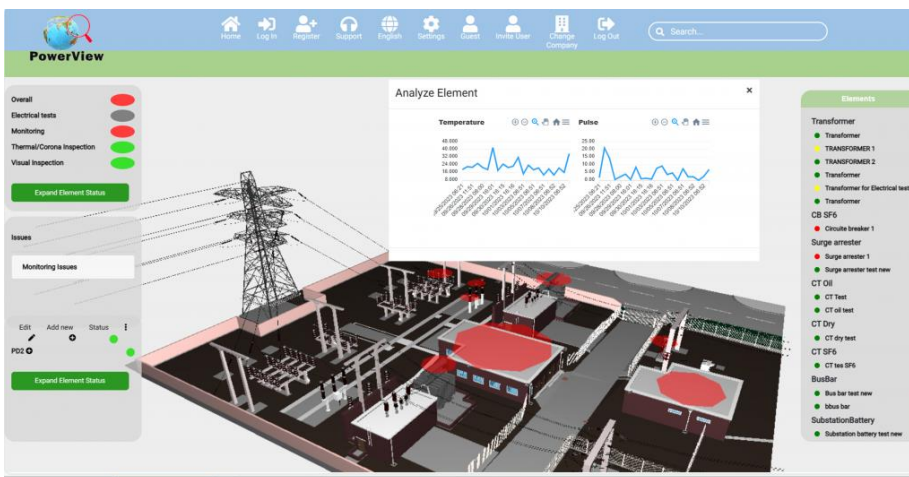 PowerView
Home
Log In
Register
Support
English
Settings
Guest
Invite User
Change
Company
Log Out
Search...
Overall
Electrical tests
Monitoring
Thermal/Corona Inspection
Visual Inspection
Expand Element Status
Issues
Monitoring Issues
Edit Add new Status
PD2
Expand Element Status
Analyze Element
Temperature
48.000
40.000
32.000
24.000
16.000
8.000
Pulse
25.00
20.00
15.00
10.00
5.00
0.00
Elements
Transformer
Transformer
TRANSFORMER 1
TRANSFORMER 2
Transformer
Transformer for Electrical test
Transformer
CB SF6
Circuite breaker 1
Surge arrester
Surge arrester 1
Surge arrester test new
CT Oil
CT Test
CT oil test
CT Dry
CT dry test
CT SF6
CT tes SF6
BusBar
Bus bar test new
bbus bar
SubstationBattery
Substation battery test new